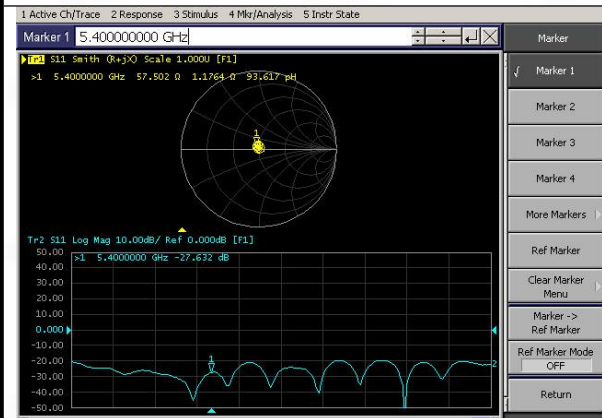 1 Active Ch/Trace 2 Response 3 Stimulus 4 Mkr/Analysis 5 Instr State
Marker 1 5.400000000 GHz
Tr1 S11 Smith (R+jX) Scale 1.000U [F1]
>1 5.4000000 GHz 57.502 Ω 1.1764 Ω 93.617 pH
1
Tr2 S11 Log Mag 10.00dB/ Ref 0.000dB [F1]
50.00
>1 5.4000000 GHz -27.632 dB
40.00
30.00
20.00
10.00
0.000
-10.00
1
-20.00
2
-30.00
-40.00
-50.00
Marker
√ Marker 1
Marker 2
Marker 3
Marker 4
More Markers
Ref Marker
Clear Marker
Menu
Marker ->
Ref Marker
Ref Marker Mode
OFF
Return